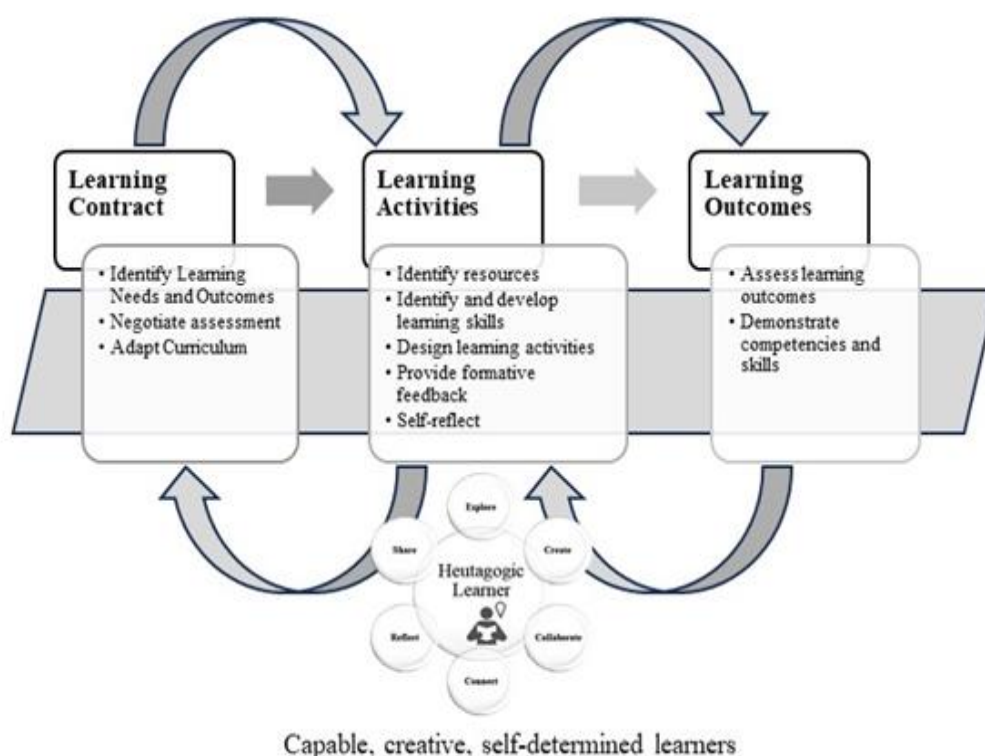 Learning
Contract
Learning
Activities
Learning
Outcomes
• Identify Learning
Needs and Outcomes
• Negotiate assessment
• Adapt Curriculum
• Identify resources
• Identify and develop
learning skills
• Design learning activities
• Provide formative
feedback
• Self-reflect
• Assess learning
outcomes
• Demonstrate
competencies and
skills
Explore
Share
Create
Heutagogic
Learner
Reflect
Collaborate
Connect
Capable, creative, self-determined learners